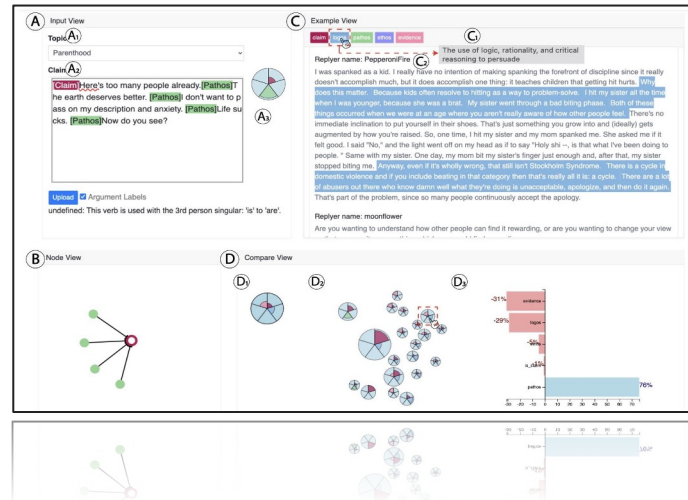 A Input View
Topic A1
Parenthood
Claim A2
[Claim]Here's too many people already.[Pathos]T
he earth deserves better. [Pathos]I don't want to p
ass on my description and anxiety. [Pathos]Life su
cks. [Pathos]Now do you see?
A3
Upload Argument Labels
undefined: This verb is used with the 3rd person singular: 'is' to 'are'.
C Example View
claim logos pathos ethos evidence
C1
The use of logic, rationality, and critical
reasoning to persuade
C2
Replyer name: PepperoniFire
I was spanked as a kid. I really have no intention of making spanking the forefront of discipline since it really
doesn't accomplish much, but it does accomplish one thing: it teaches children that getting hit hurts. Why
does this matter. Because kids often resolve to hitting as a way to problem-solve. I hit my sister all the time
when I was younger, because she was a brat. My sister went through a bad biting phase. Both of these
things occurred when we were at an age where you aren't really aware of how other people feel. There's no
immediate inclination to put yourself in their shoes. That's just something you grow into and (ideally) gets
augmented by how you're raised. So, one time, I hit my sister and my mom spanked me. She asked me if it
felt good. I said "No," and the light went off on my head as if to say "Holy shi --, is that what I've been doing to
people. " Same with my sister. One day, my mom bit my sister's finger just enough and, after that, my sister
stopped biting me. Anyway, even if it's wholly wrong, that still isn't Stockholm Syndrome. There is a cycle in
domestic violence and if you include beating in that category then that's really all it is: a cycle. There are a lot
of abusers out there who know damn well what they're doing is unacceptable, apologize, and then do it again.
That's part of the problem, since so many people continuously accept the apology.
Replyer name: moonflower
Are you wanting to understand how other people can find it rewarding, or are you wanting to change your view
B Node View
D Compare View
D1
D2
D3
-31% evidence
-29% logos
-5%
-1%
pathos 76%
-30 -20 -10 0 10 20 30 40 50 60 70